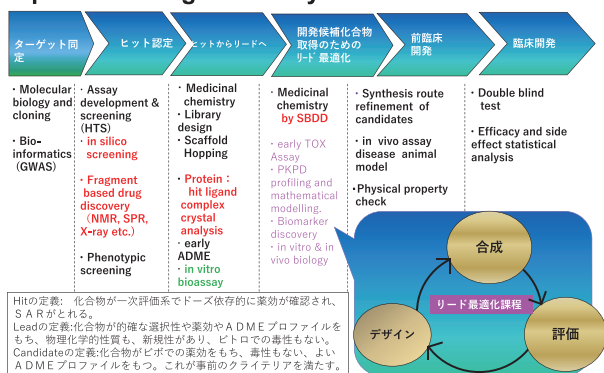 ターゲット同
定
ヒット認定
ヒットからリードへ
開発候補化合物
取得のための
リード最適化
前臨床
開発
臨床開発
・Molecular
biology and
cloning
・Bio-
informatics
(GWAS)
・Assay
development &
screening
(HTS)
・in silico
screening
・Fragment
based drug
discovery
(NMR, SPR,
X-ray etc.)
・Phenotypic
screening
・Medicinal
chemistry
・Library
design
・Scaffold
Hopping
・Protein：
hit ligand
complex
crystal
analysis
・early
ADME
・in vitro
bioassay
・Medicinal
chemistry
by SBDD
・early TOX
Assay
・PKPD
profiling and
mathematical
modelling.
・Biomarker
discovery
・in vitro & in
vivo biology
・Synthesis route
refinement of
candidates
・in vivo assay
disease animal
model
・Physical property
check
・Double blind
test
・Efficacy and side
effect statistical
analysis
合成
リード最適化課程
デザイン
評価
Hitの定義: 化合物が一次評価系でドーズ依存的に薬効が確認され、
ＳＡＲがとれる。
Leadの定義:化合物が的確な選択性や薬効やＡＤＭＥプロファイルを
もち、物理化学的性質も、新規性があり、ビトロでの毒性もない。
Candidateの定義:化合物がビボでの薬効をもち、毒性もない、よい
ＡＤＭＥプロファイルをもつ。これが事前のクライテリアを満たす。